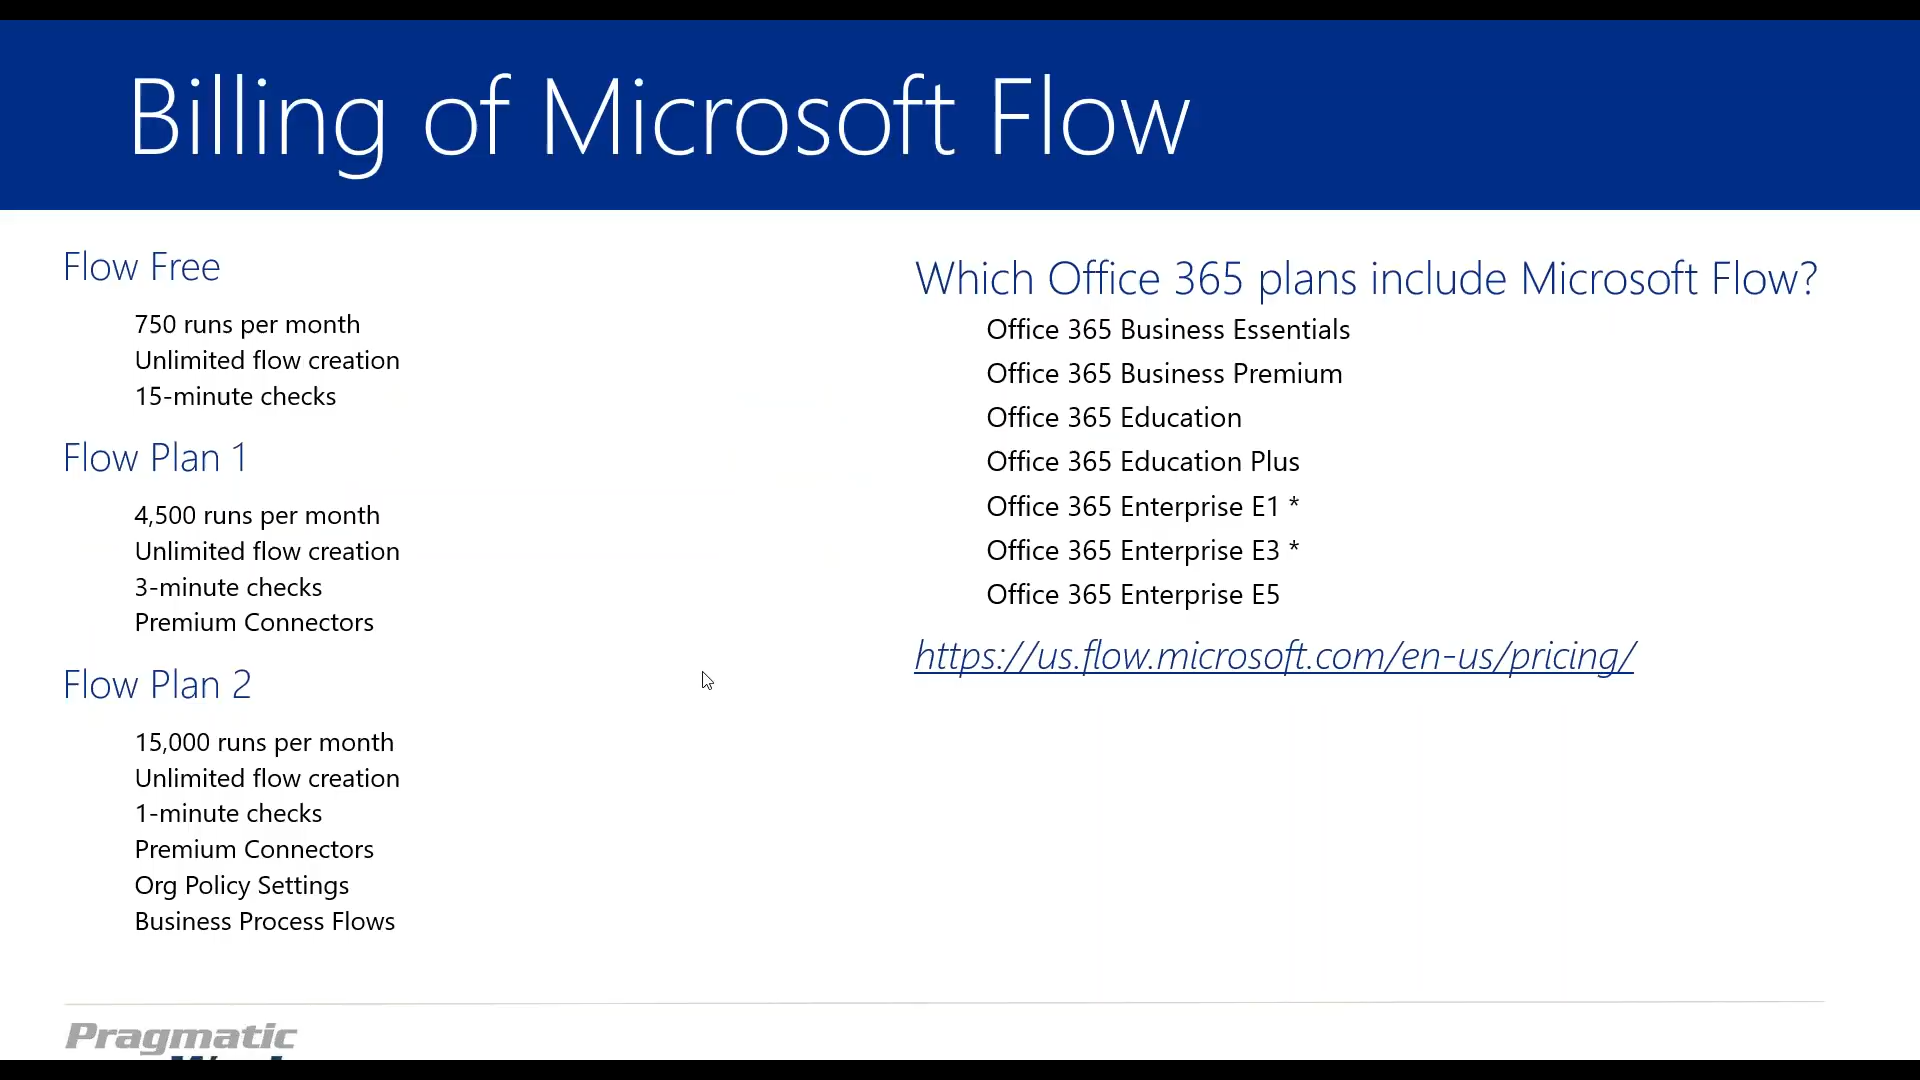 Billing of Microsoft Flow
Flow Free
750 runs per month
Unlimited flow creation
15-minute checks
Flow Plan 1
4,500 runs per month
Unlimited flow creation
3-minute checks
Premium Connectors
Flow Plan 2
15,000 runs per month
Unlimited flow creation
1-minute checks
Premium Connectors
Org Policy Settings
Business Process Flows
Which Office 365 plans include Microsoft Flow?
Office 365 Business Essentials
Office 365 Business Premium
Office 365 Education
Office 365 Education Plus
Office 365 Enterprise E1 *
Office 365 Enterprise E3 *
Office 365 Enterprise E5
https://us.flow.microsoft.com/en-us/pricing/
Pragmatic